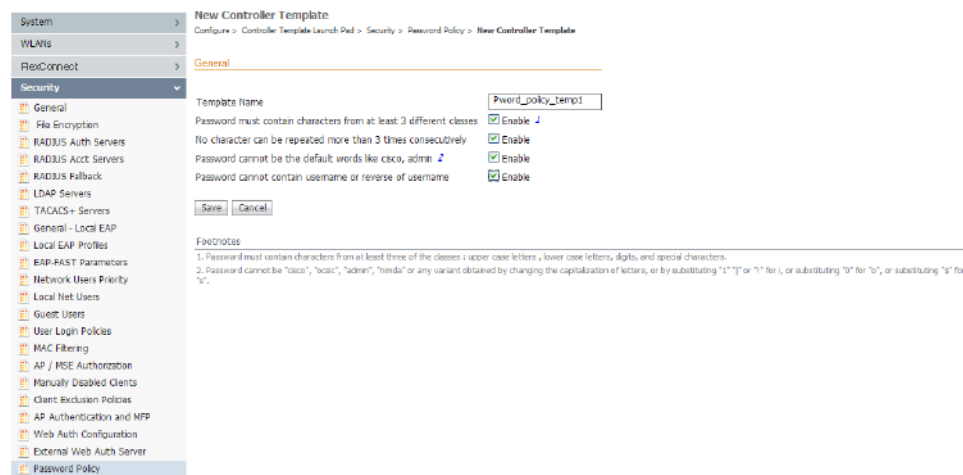 System
WLANs
FlexConnect
Security
General
File Encryption
RADIUS Auth Servers
RADIUS Acct Servers
RADIUS Fallback
LDAP Servers
TACACS+ Servers
General - Local EAP
Local EAP Profiles
EAP-FAST Parameters
Network Users Priority
Local Net Users
Guest Users
User Login Policies
MAC Filtering
AP / MSE Authorization
Manually Disabled Clients
Client Exclusion Policies
AP Authentication and MFP
Web Auth Configuration
External Web Auth Server
Password Policy
New Controller Template
Configure > Controller Template Launch Pad > Security > Password Policy > New Controller Template
General
Template Name Pword_policy_temp1
Password must contain characters from at least 3 different classes Enable 1
No character can be repeated more than 3 times consecutively Enable
Password cannot be the default words like cisco, admin 2 Enable
Password cannot contain username or reverse of username Enable
Save Cancel
Footnotes
1. Password must contain characters from at least three of the classes : upper case letters , lower case letters, digits, and special characters.
2. Password cannot be "cisco", "ocsic", "admin", "nimda" or any variant obtained by changing the capitalization of letters, or by substituting "1" "|" or "!" for i, or substituting "0" for "o", or substituting "$" for
"s".